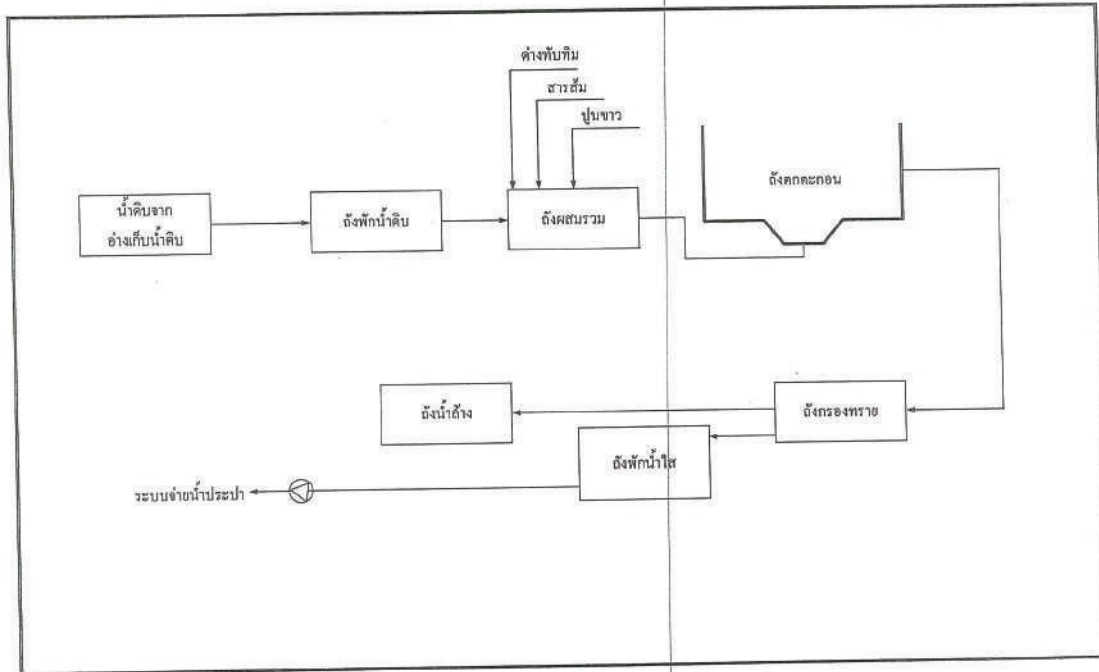 ด่างทับทิม
สารส้ม
ปูนขาว
น้ำดิบจาก
อ่างเก็บน้ำดิบ
ถังพักน้ำดิบ
ถังผสมรวม
ถังตกตะกอน
ถังน้ำล้าง
ถังกรองทราย
ถังพักน้ำใส
ระบบจ่ายน้ำประปา